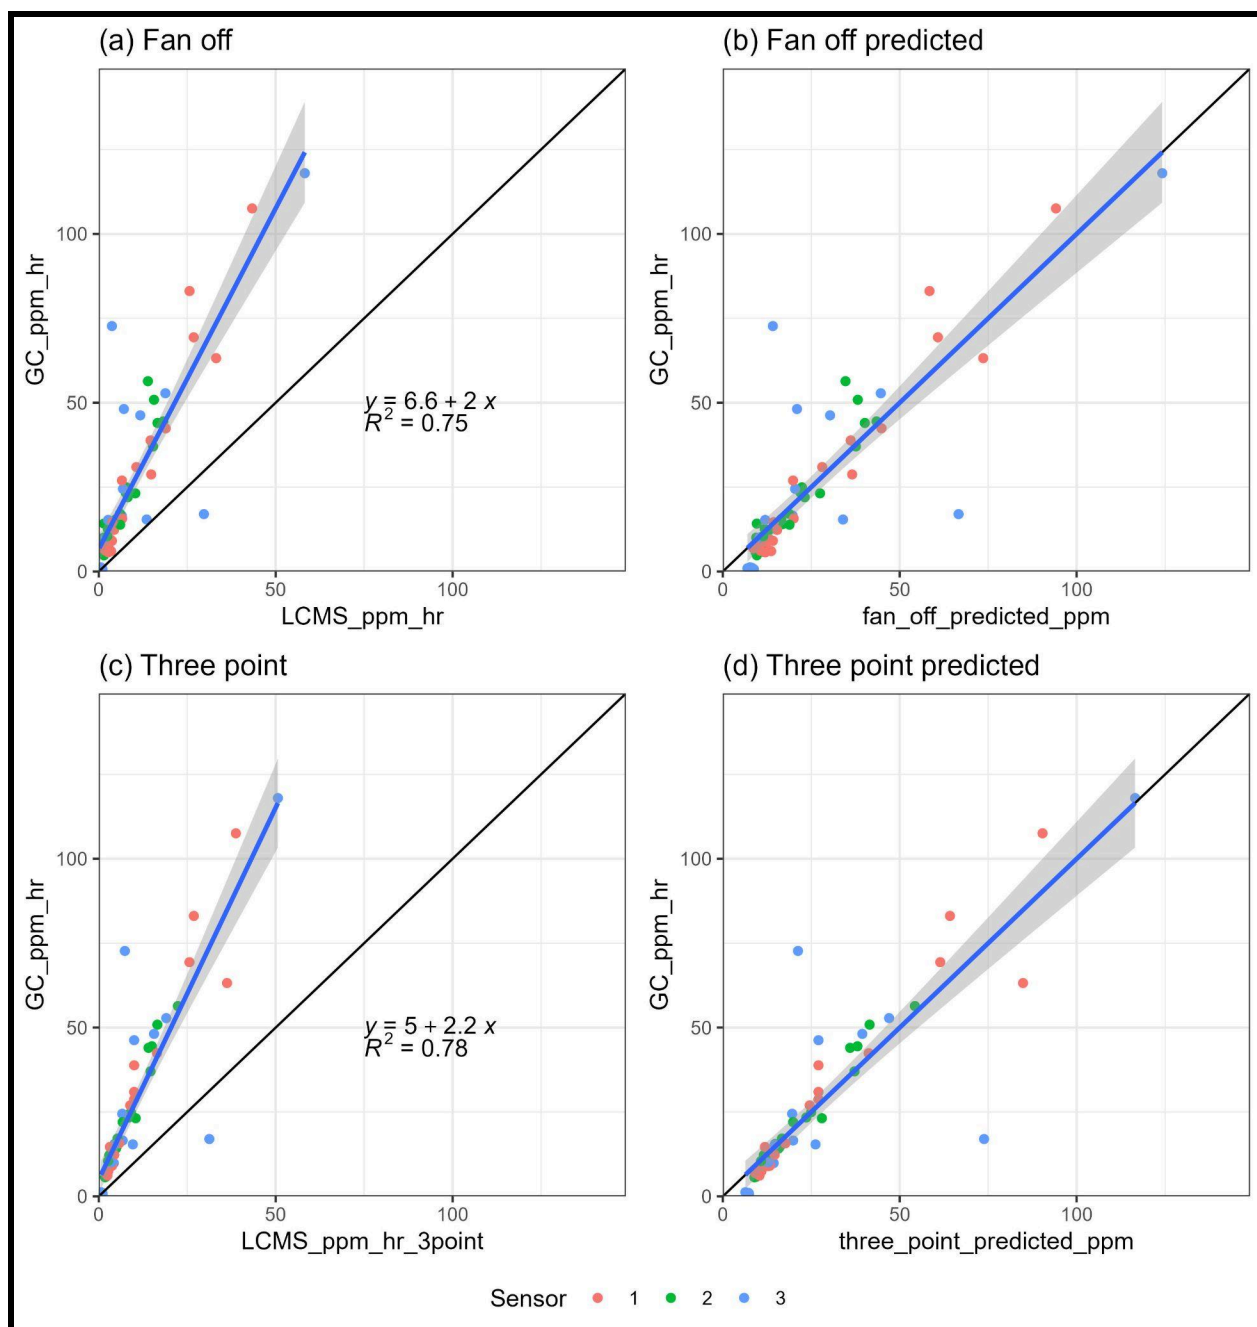 (a) Fan off
(b) Fan off predicted
GC_ppm_hr
100
50
0
y = 6.6 + 2 x
R² = 0.75
0 50 100
LCMS_ppm_hr
GC_ppm_hr
100
50
0
0 50 100
fan_off_predicted_ppm
(c) Three point
(d) Three point predicted
GC_ppm_hr
100
50
0
y = 5 + 2.2 x
R² = 0.78
0 50 100
LCMS_ppm_hr_3point
GC_ppm_hr
100
50
0
0 50 100
three_point_predicted_ppm
Sensor 1 2 3